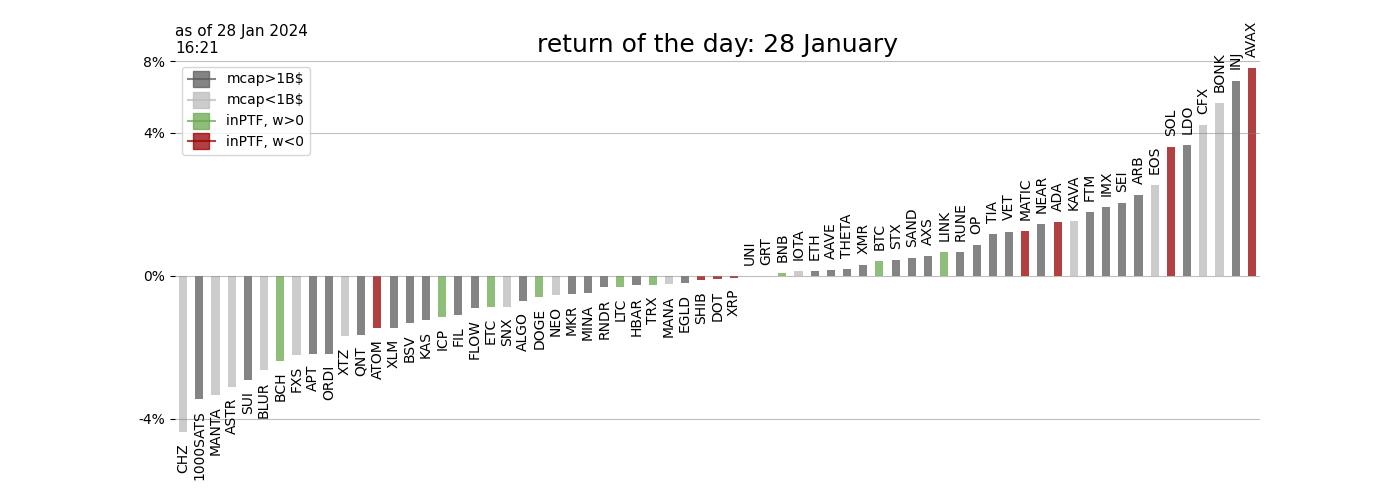 as of 28 Jan 2024
16:21
return of the day: 28 January
mcap>1B$
mcap<1B$
inPTF, w>0
inPTF, w<0
8%
4%
0%
-4%
CHZ
1000SATS
MANTA
ASTR
SUI
BLUR
BCH
FXS
APT
ORDI
XTZ
QNT
ATOM
XLM
BSV
KAS
ICP
FIL
FLOW
ETC
SNX
ALGO
DOGE
NEO
MKR
MINA
RNDR
LTC
HBAR
TRX
MANA
EGLD
SHIB
DOT
XRP
UNI
GRT
BNB
IOTA
ETH
AAVE
THETA
XMR
BTC
STX
SAND
AXS
LINK
RUNE
OP
TIA
VET
MATIC
NEAR
ADA
KAVA
FTM
IMX
SEI
ARB
EOS
SOL
LDO
CFX
BONK
INJ
AVAX